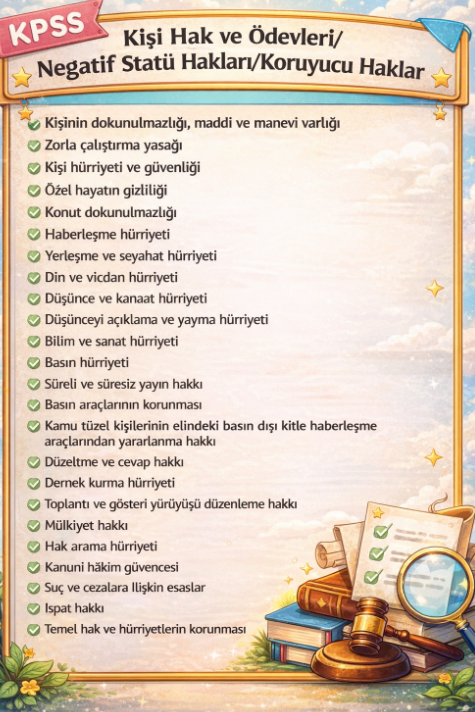 KPSS
Kişi Hak ve Ödevleri/
Negatif Statü Hakları/Koruyucu Haklar
Kişinin dokunulmazlığı, maddi ve manevi varlığı
Zorla çalıştırma yasağı
Kişi hürriyeti ve güvenliği
Özel hayatın gizliliği
Konut dokunulmazlığı
Haberleşme hürriyeti
Yerleşme ve seyahat hürriyeti
Din ve vicdan hürriyeti
Düşünce ve kanaat hürriyeti
Düşünceyi açıklama ve yayma hürriyeti
Bilim ve sanat hürriyeti
Basın hürriyeti
Süreli ve süresiz yayın hakkı
Basın araçlarının korunması
Kamu tüzel kişilerinin elindeki basın dışı kitle haberleşme
araçlarından yararlanma hakkı
Düzeltme ve cevap hakkı
Dernek kurma hürriyeti
Toplantı ve gösteri yürüyüşü düzenleme hakkı
Mülkiyet hakkı
Hak arama hürriyeti
Kanuni hâkim güvencesi
Suç ve cezalara Ilişkin esaslar
Ispat hakkı
Temel hak ve hürriyetlerin korunması